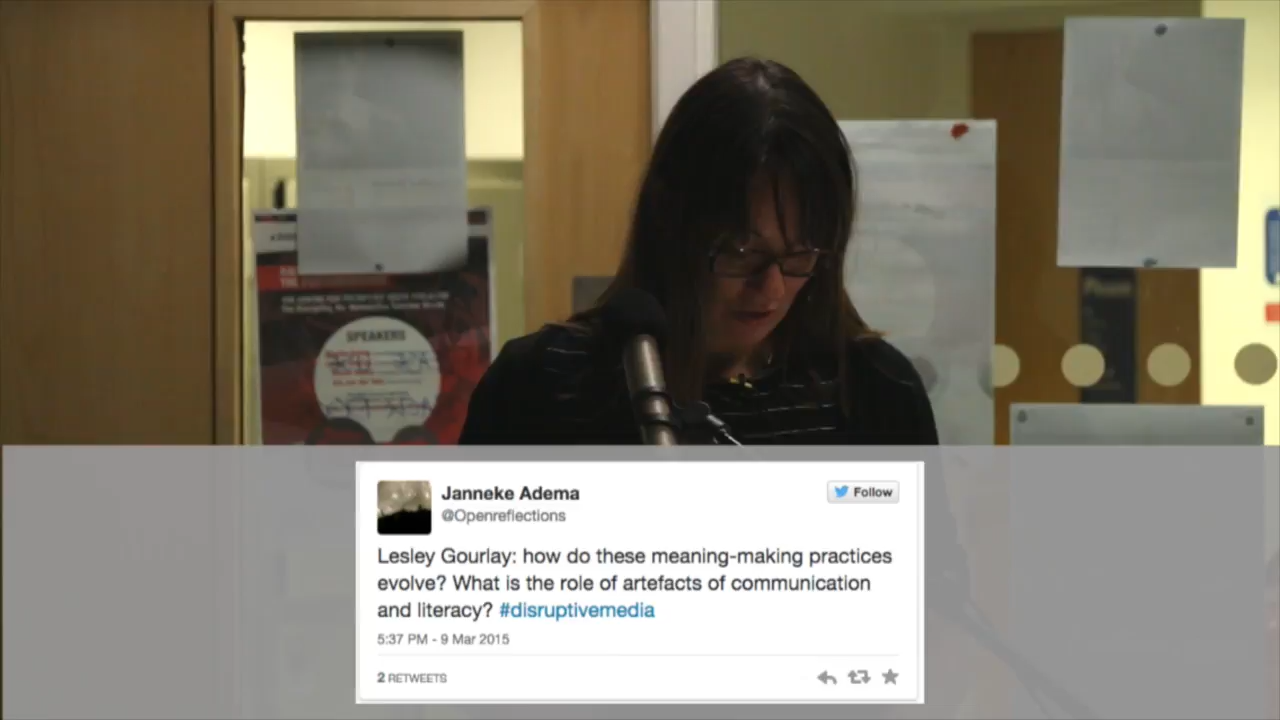 SPEAKERS
Janneke Adema
Follow
@Openreflections
Lesley Gourlay: how do these meaning-making practices
evolve? What is the role of artefacts of communication
and literacy? #disruptivemedia
5:37 PM - 9 Mar 2015
2 RETWEETS